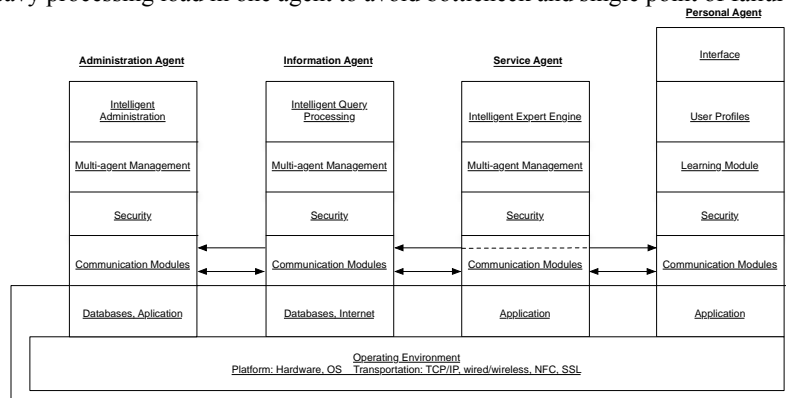 processing load in one agent to avoid bottleneck and single point of
Personal Agent
Administration Agent
Information Agent
Service Agent
Interface
Intelligent
Administration
Intelligent Query
Processing
Intelligent Expert Engine
User Profiles
Multi-agent Management
Multi-agent Management
Multi-agent Management
Learning Module
Security
Security
Security
Security
Communication Modules
Communication Modules
Communication Modules
Communication Modules
Databases, Aplication
Databases, Internet
Application
Application
Operating Environment
Platform: Hardware, OS Transportation: TCP/IP, wired/wireless, NFC, SSL